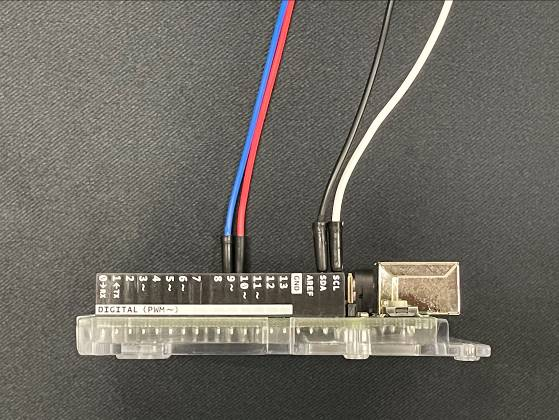 0→RX
1←TX
2
3~
4
5~
6~
7
8
9~
10~
11~
12
13
GND
AREF
SDA
SCL
DIGITAL (PWM~)